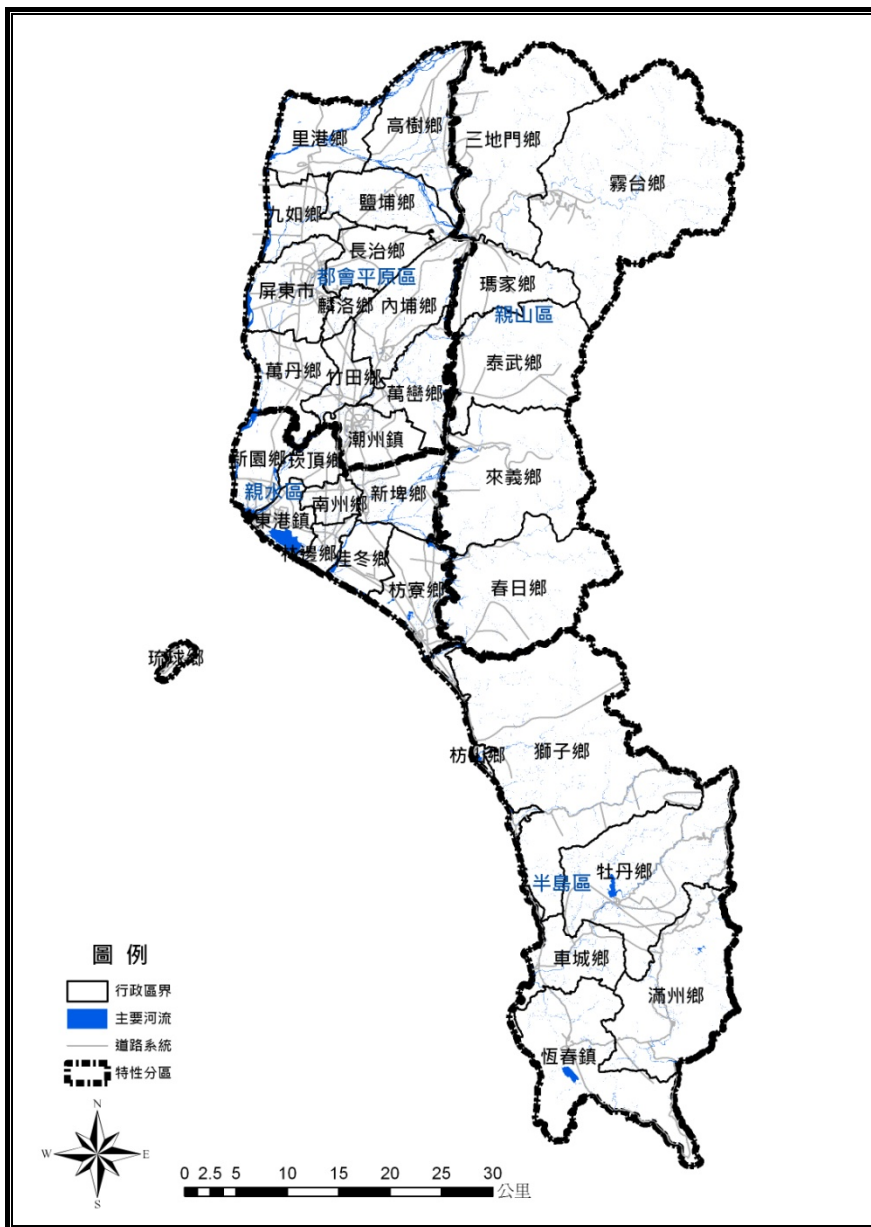 高樹鄉
里港鄉
三地門鄉
霧台鄉
鹽埔鄉
九如鄉
長治鄉
都會平原區
瑪家鄉
屏東市
麟洛鄉
內埔鄉
親山區
泰武鄉
萬丹鄉
竹田鄉
萬巒鄉
潮州鎮
新園鄉
崁頂鄉
來義鄉
親水區
新埤鄉
南州鄉
東港鎮
林邊鄉
佳冬鄉
枋寮鄉
春日鄉
琉球鄉
枋山鄉
獅子鄉
牡丹鄉
半島區
車城鄉
滿州鄉
恆春鎮
圖 例
行政區界
主要河流
道路系統
特性分區
N
W
E
S
0 2.5 5 10 15 20 25 30
公里